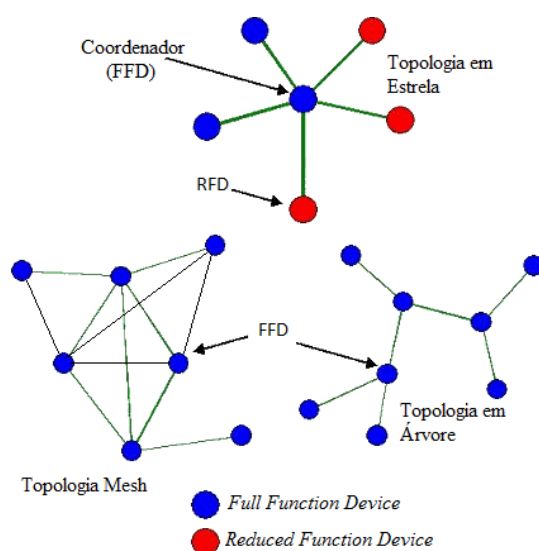 Coordenador
(FFD)
Topologia em
Estrela
RFD
FFD
Topologia em
Árvore
Topologia Mesh
Full Function Device
Reduced Function Device